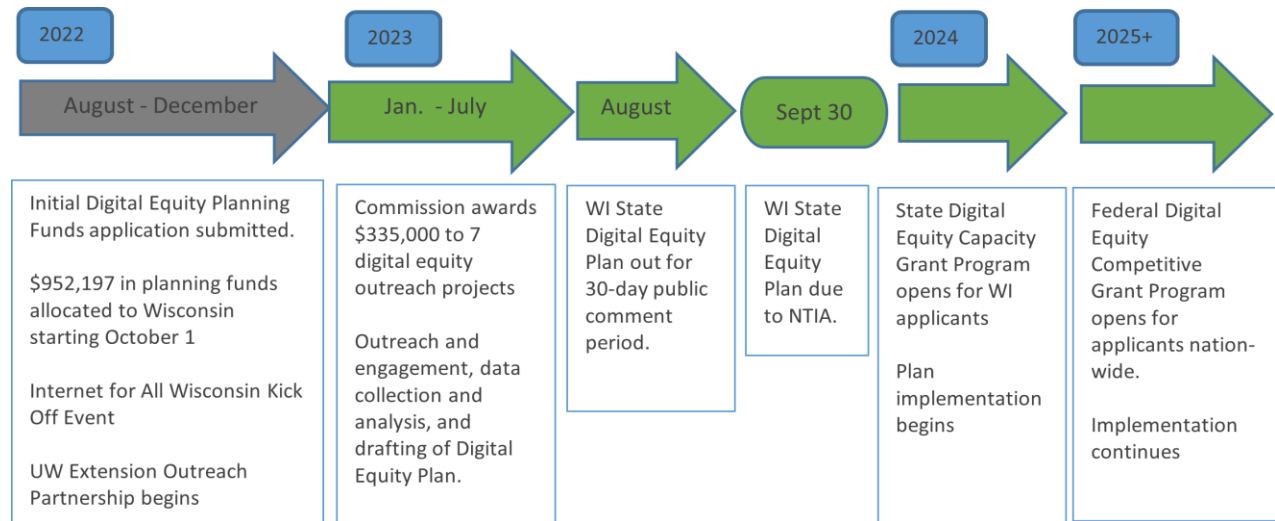 2022
2023
2024
2025+
August - December
Jan.  - July
August
Sept 30
Initial Digital Equity Planning
Funds application submitted.
$952,197 in planning funds
allocated to Wisconsin
starting October 1
Internet for All Wisconsin Kick
Off Event
UW Extension Outreach
Partnership begins
Commission awards
$335,000 to 7
digital equity
outreach projects
Outreach and
engagement, data
collection and
analysis, and
drafting of Digital
Equity Plan.
WI State
Digital Equity
Plan out for
30-day public
comment
period.
WI State
Digital
Equity
Plan due
to NTIA.
State Digital
Equity Capacity
Grant Program
opens for WI
applicants
Plan
implementation
begins
Federal Digital
Equity
Competitive
Grant Program
opens for
applicants nation-
wide.
Implementation
continues